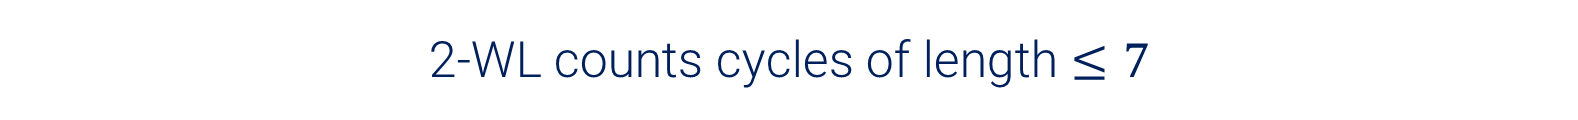 2-WL counts cycles of length ≤ 7